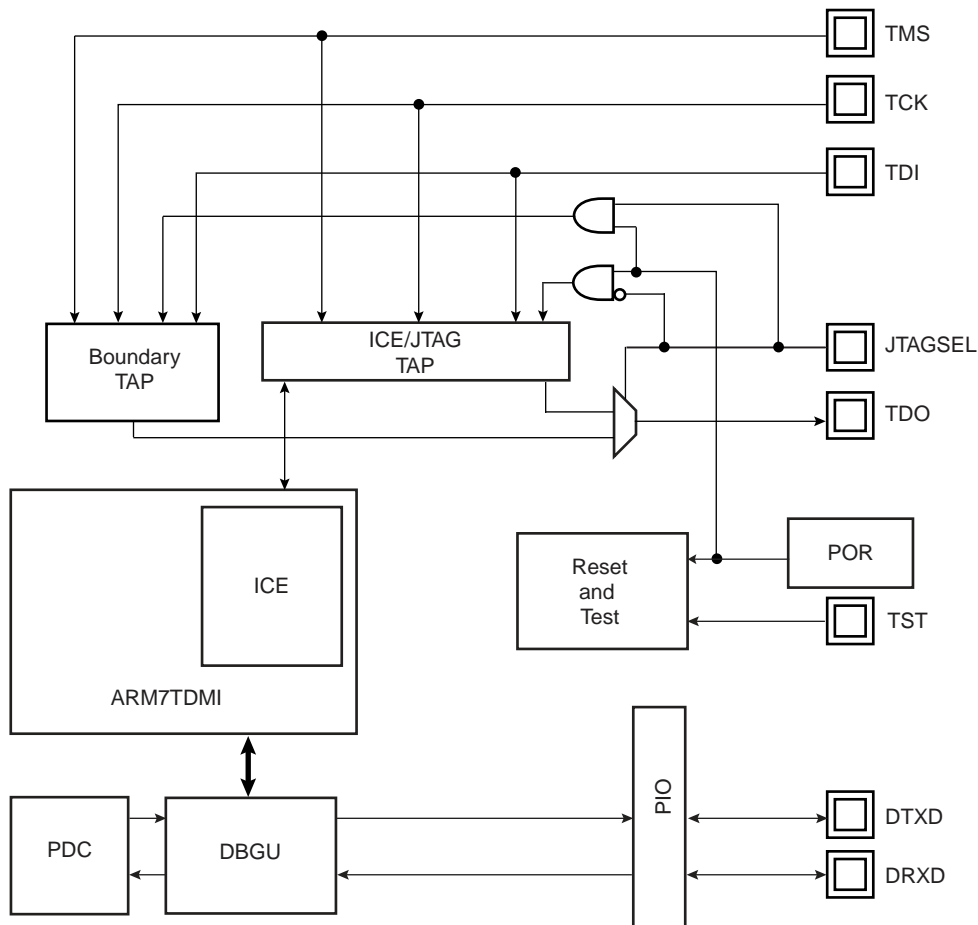 TMS
TCK
TDI
Boundary
TAP
ICE/JTAG
TAP
JTAGSEL
TDO
POR
Reset
and
Test
ICE
TST
ARM7TDMI
PIO
PDC
DBGU
DTXD
DRXD